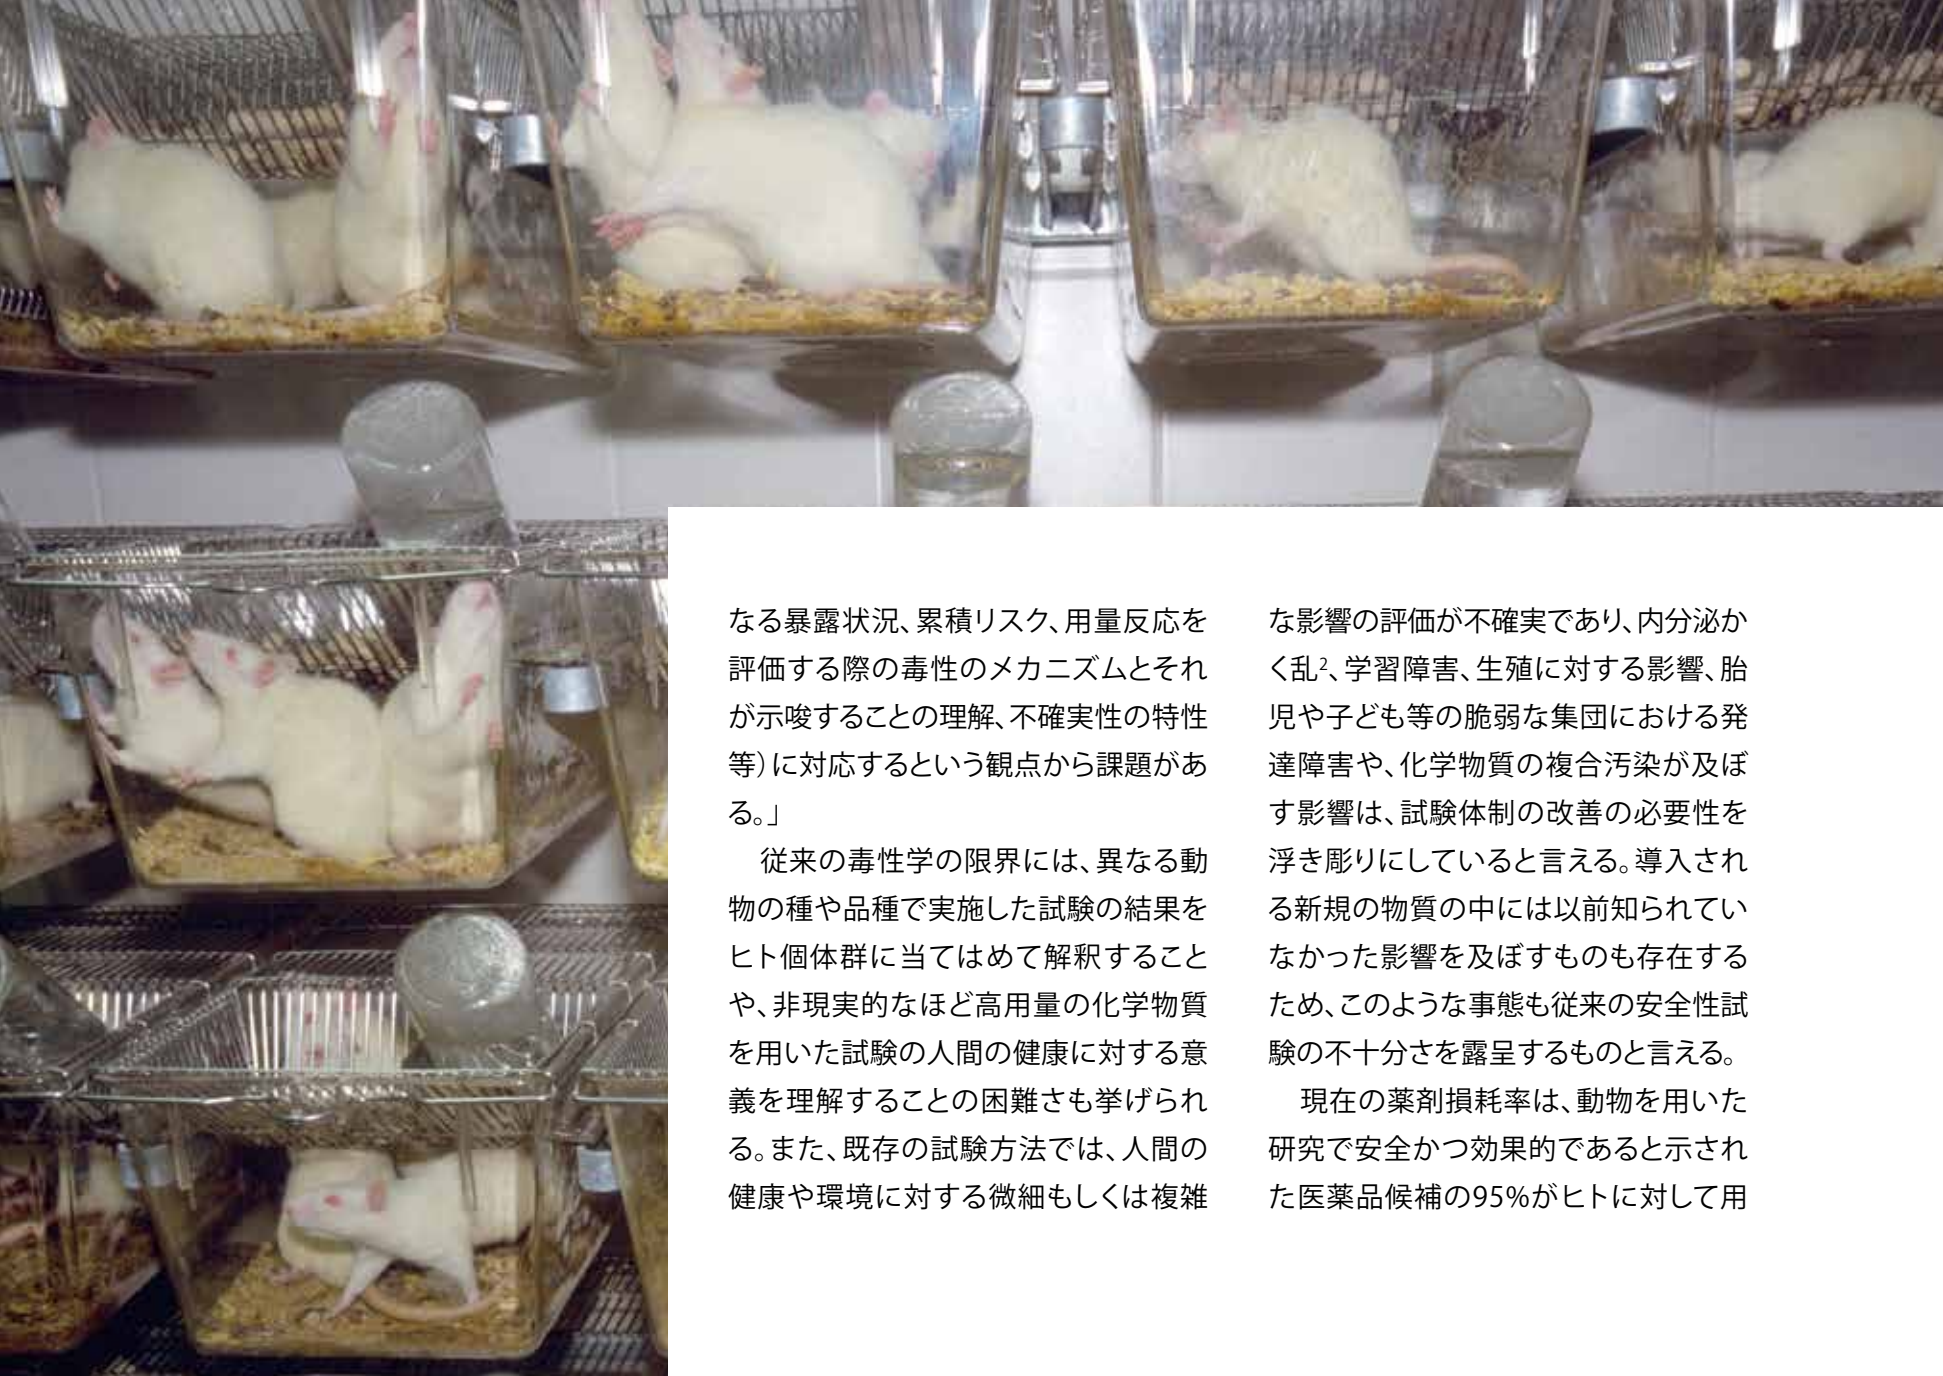 なる暴露状況、累積リスク、用量反応を
評価する際の毒性のメカニズムとそれ
が示唆することの理解、不確実性の特性
等）に対応するという観点から課題があ
る。」
従来の毒性学の限界には、異なる動
物の種や品種で実施した試験の結果を
ヒト個体群に当てはめて解釈すること
や、非現実的なほど高用量の化学物質
を用いた試験の人間の健康に対する意
義を理解することの困難さも挙げられ
る。また、既存の試験方法では、人間の
健康や環境に対する微細もしくは複雑
な影響の評価が不確実であり、内分泌か
く乱2、学習障害、生殖に対する影響、胎
児や子ども等の脆弱な集団における発
達障害や、化学物質の複合汚染が及ぼ
す影響は、試験体制の改善の必要性を
浮き彫りにしていると言える。導入され
る新規の物質の中には以前知られてい
なかった影響を及ぼすものも存在する
ため、このような事態も従来の安全性試
験の不十分さを露呈するものと言える。
現在の薬剤損耗率は、動物を用いた
研究で安全かつ効果的であると示され
た医薬品候補の95%がヒトに対して用